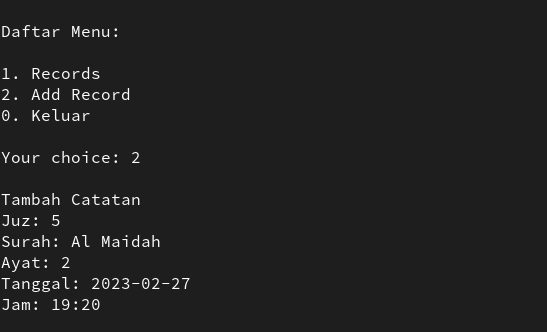 Daftar Menu:
1. Records
2. Add Record
0. Keluar
Your choice: 2
Tambah Catatan
Juz: 5
Surah: Al Maidah
Ayat: 2
Tanggal: 2023-02-27
Jam: 19:20